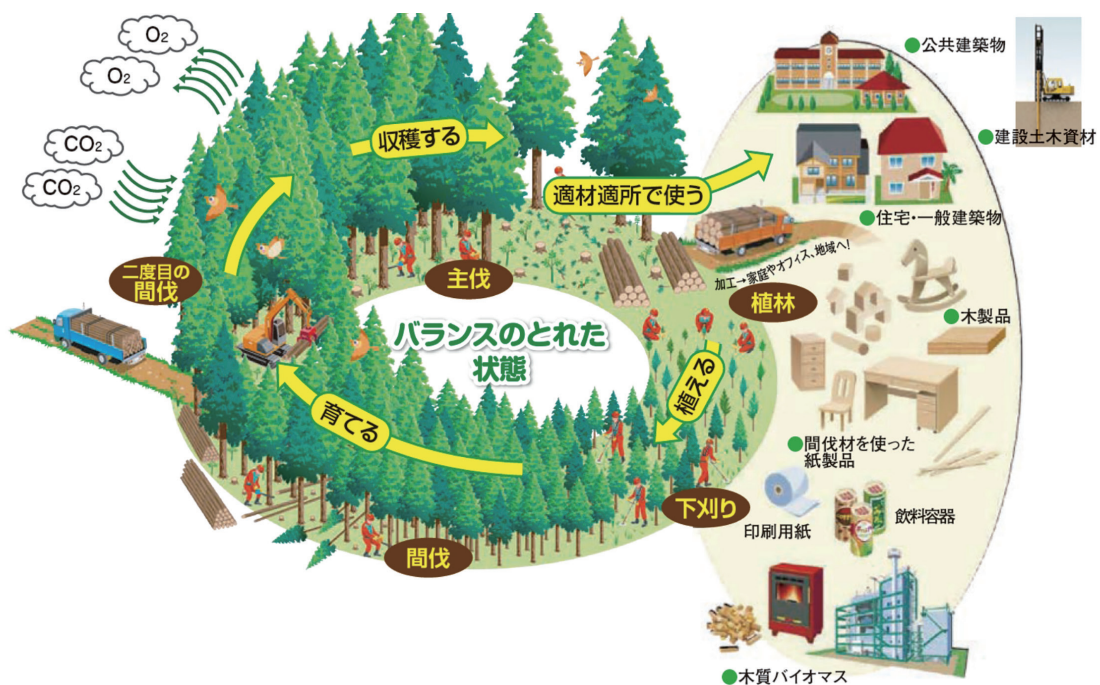 O₂
O₂
CO₂
CO₂
収穫する
適材適所で使う
加工→家庭やオフィス、地域へ!
二度目の
間伐
主伐
植林
バランスのとれた
状態
植える
育てる
下刈り
間伐
●公共建築物
●建設土木資材
●住宅・一般建築物
●木製品
●間伐材を使った
紙製品
印刷用紙
飲料容器
●木質バイオマス